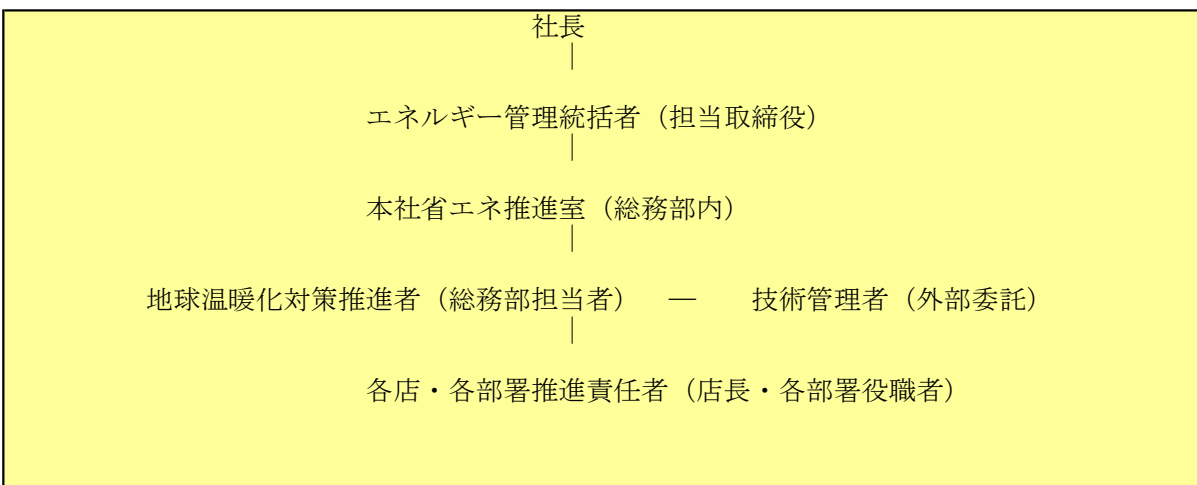 社長
｜
エネルギー管理統括者（担当取締役）
｜
本社省エネ推進室（総務部内）
｜
地球温暖化対策推進者（総務部担当者）　―　　技術管理者（外部委託）
｜
各店・各部署推進責任者（店長・各部署役職者）